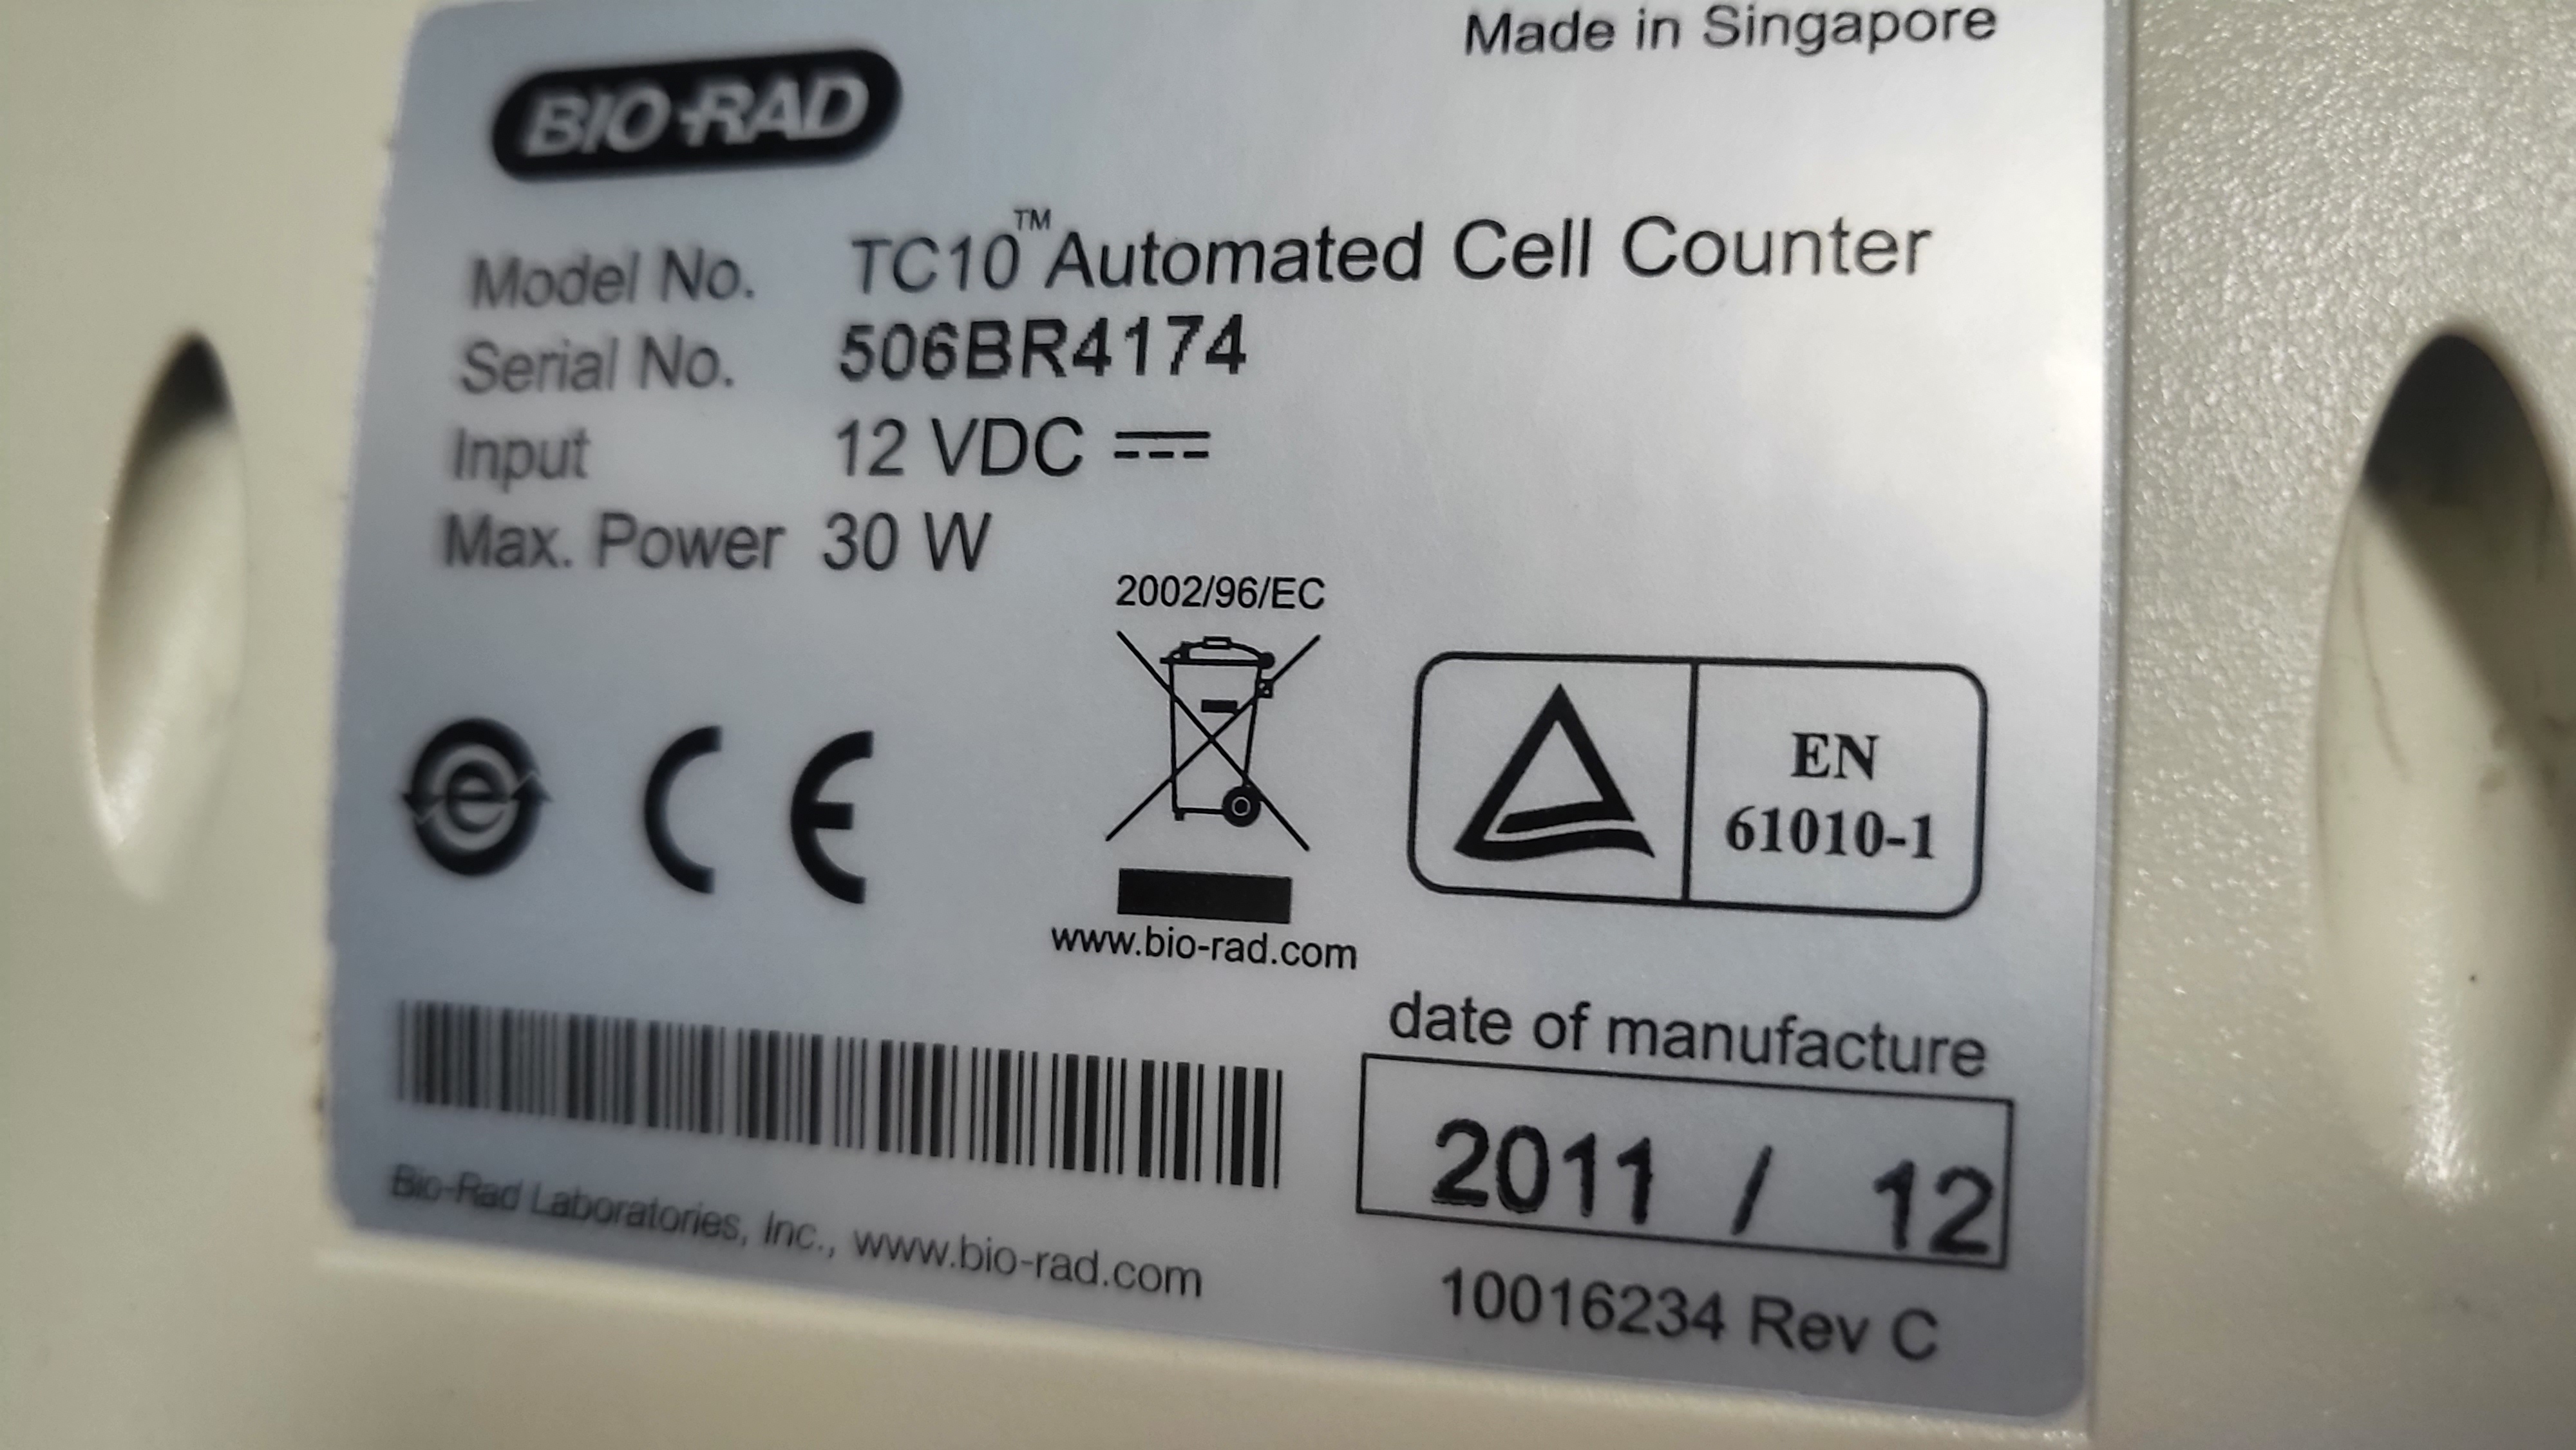 Made in Singapore
BIO-RAD
Model No. TC10™ Automated Cell Counter
Serial No. 506BR4174
Input 12 VDC
Max. Power 30 W
2002/96/EC
e
CE
EN
61010-1
www.bio-rad.com
date of manufacture
2011 / 12
Bio-Rad Laboratories, Inc., www.bio-rad.com
10016234 Rev C